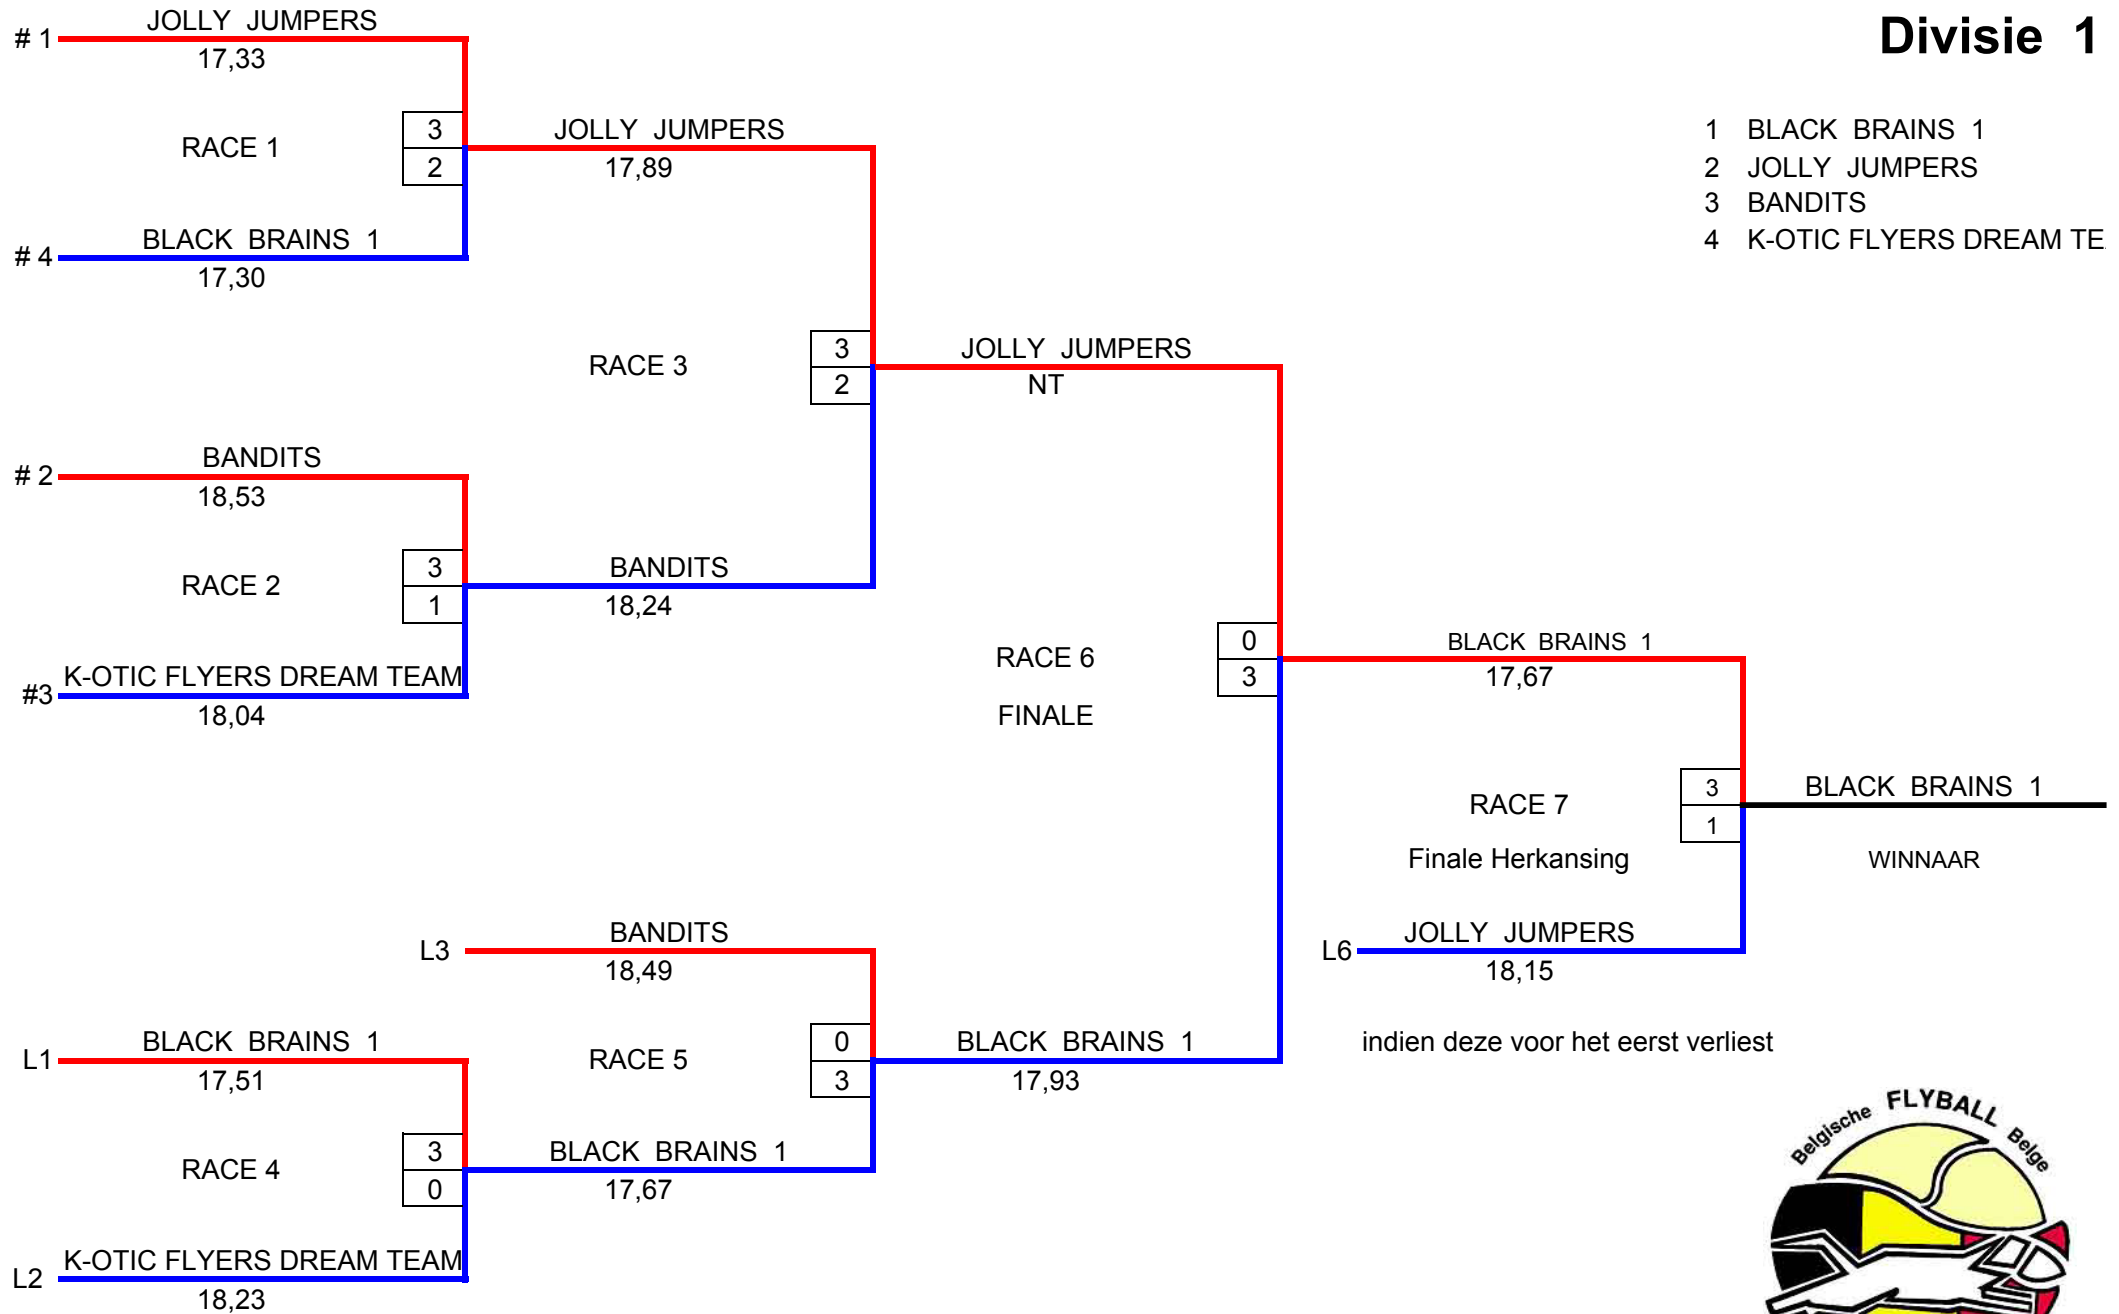 Divisie 1
1 BLACK BRAINS 1
2 JOLLY JUMPERS
3 BANDITS
4 K-OTIC FLYERS DREAM
# 1
JOLLY JUMPERS
17,33
RACE 1
3
2
# 4
BLACK BRAINS 1
17,30
JOLLY JUMPERS
17,89
RACE 3
3
2
# 2
BANDITS
18,53
RACE 2
3
1
#3
K-OTIC FLYERS DREAM TEAM
18,04
BANDITS
18,24
JOLLY JUMPERS
NT
RACE 6
FINALE
0
3
BLACK BRAINS 1
17,67
RACE 7
Finale Herkansing
3
1
BLACK BRAINS 1
WINNAAR
L6
JOLLY JUMPERS
18,15
indien deze voor het eerst verliest
L3
BANDITS
18,49
RACE 5
0
3
BLACK BRAINS 1
17,93
L1
BLACK BRAINS 1
17,51
RACE 4
3
0
BLACK BRAINS 1
17,67
L2
K-OTIC FLYERS DREAM TEAM
18,23
Belgische FLYBALL Belge